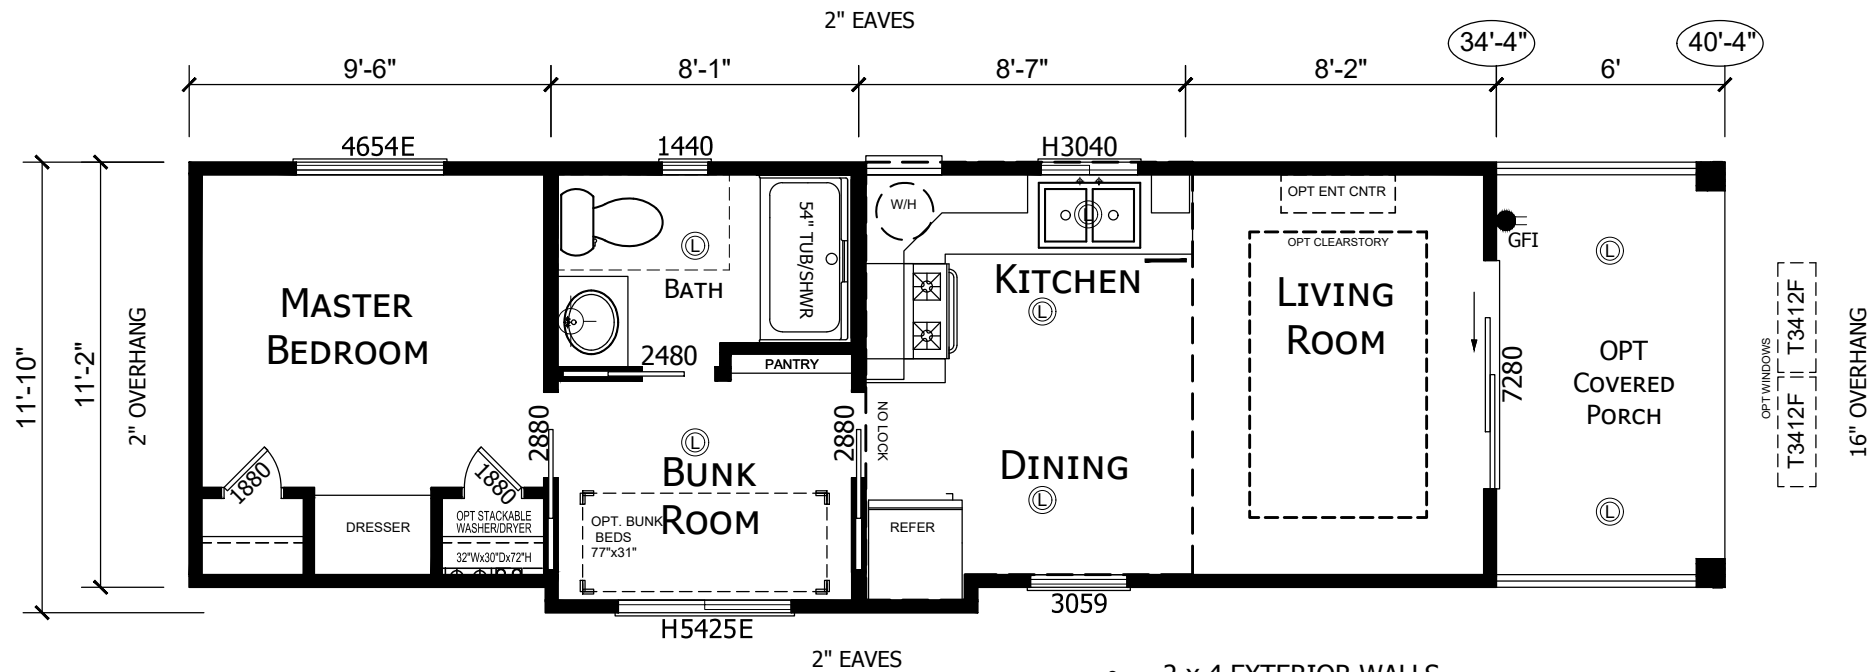 2" EAVES
34'-4"
40'-4"
9'-6"
8'-1"
8'-7"
8'-2"
6'
4654E
1440
H3040
11'-10"
11'-2"
2" OVERHANG
MASTER
BEDROOM
1880
DRESSER
1880
OPT STACKABLE
WASHER/DRYER
32"Wx30"Dx72"H
L
BATH
54" TUB/SHWR
2480
PANTRY
2880
2880
L
BUNK
ROOM
OPT. BUNK
BEDS
77"x31"
H5425E
W/H
L
KITCHEN
L
NO LOCK
DINING
L
REFER
3059
OPT ENT CNTR
OPT CLEARSTORY
LIVING
ROOM
GFI
7280
L
OPT
COVERED
PORCH
L
OPT WINDOWS
T3412F
T3412F
16" OVERHANG
2" EAVES
2 x 4 EXTERIOR WALLS